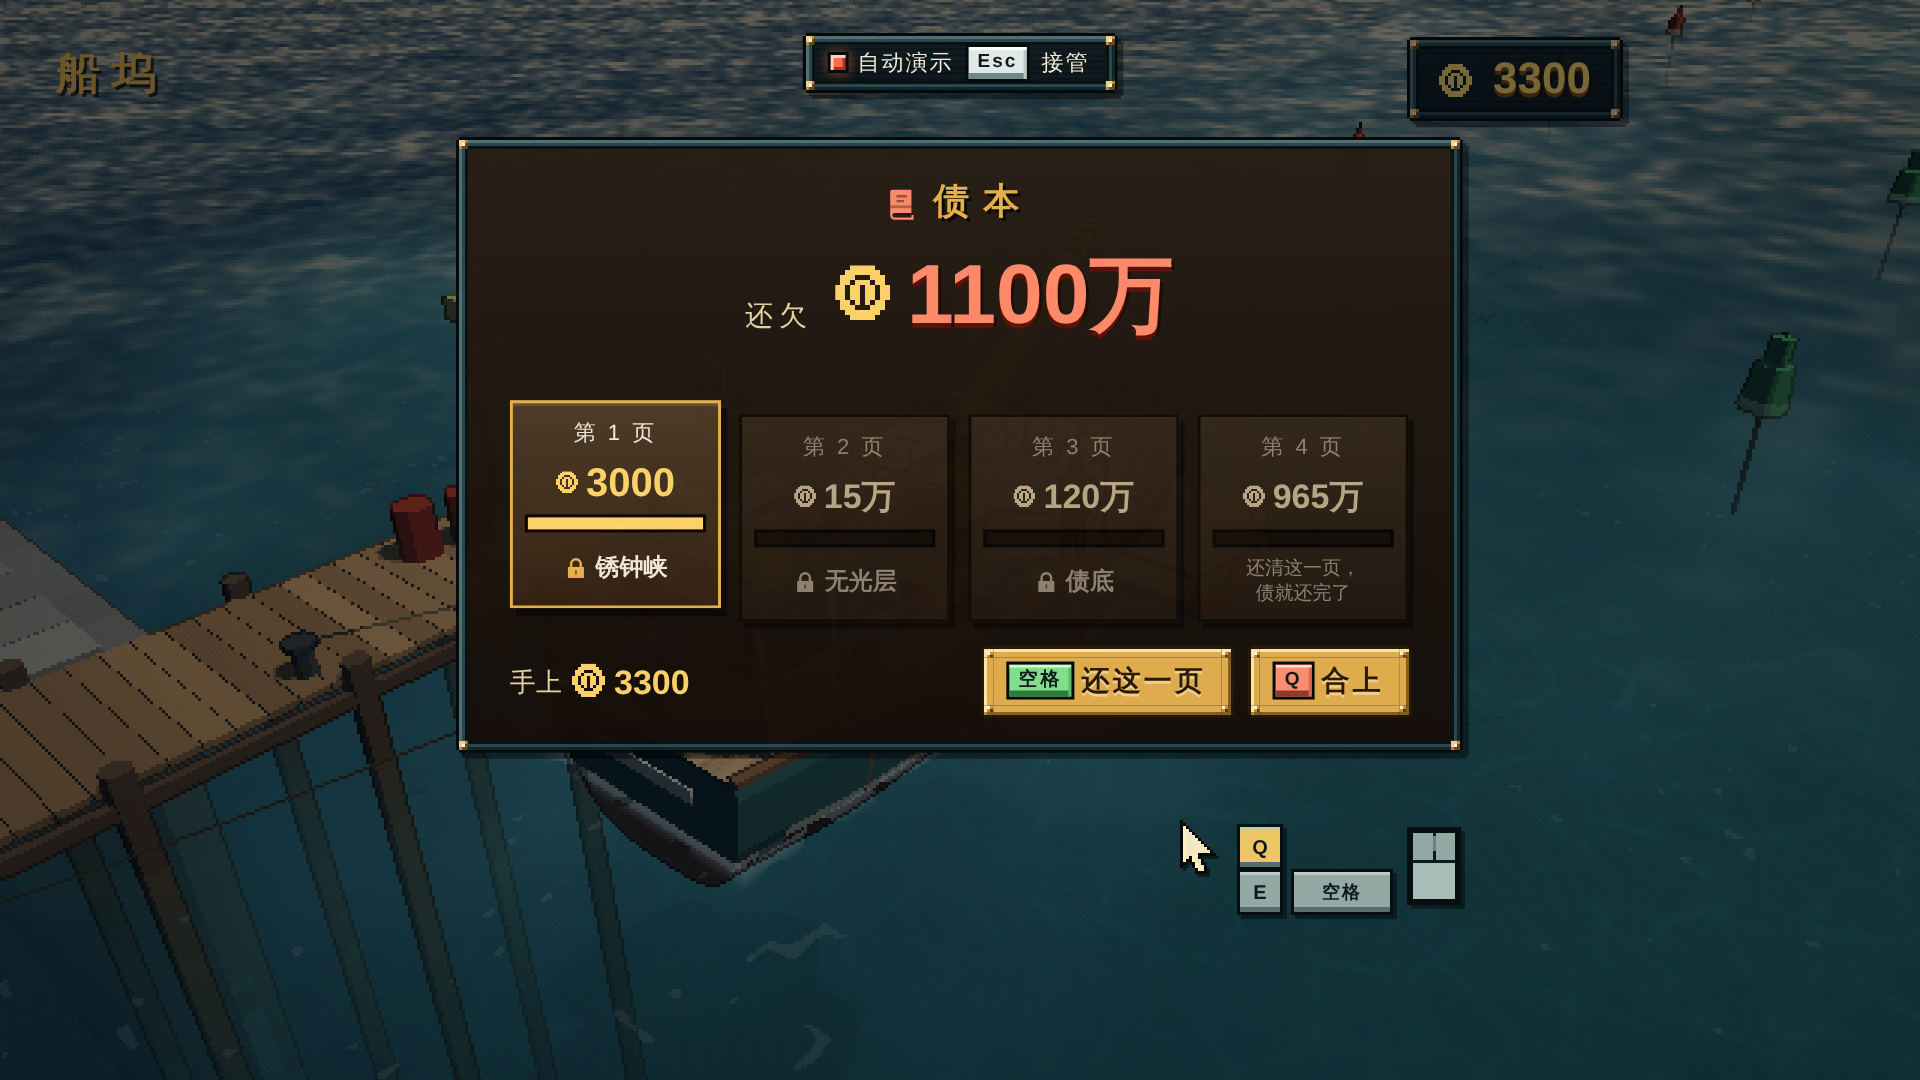 船坞
自动演示 Esc 接管
3300
债本
还欠 1100万
第 1 页
3000
锈钟峡
第 2 页
15万
无光层
第 3 页
120万
债底
第 4 页
965万
还清这一页，
债就还完了
手上 3300
空格 还这一页
Q 合上
Q
E 空格